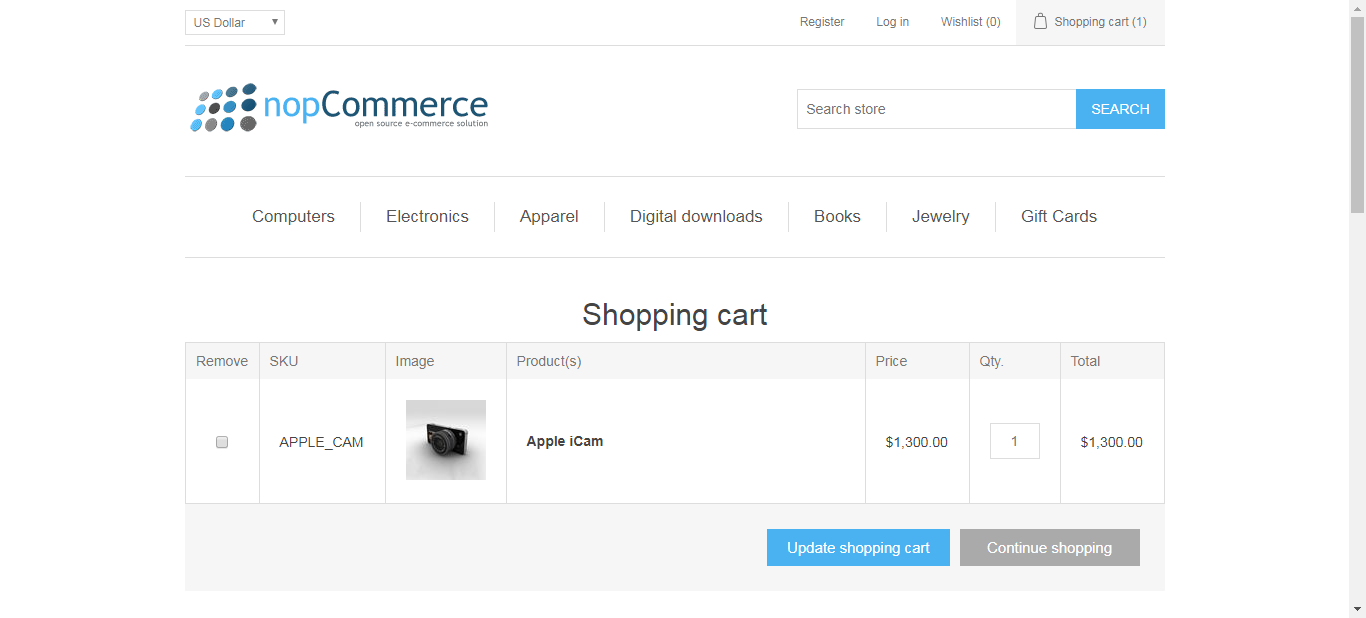 US Dollar
Register
Log in
Wishlist (0)
Shopping cart (1)
nopCommerce
open source e-commerce solution
Search store
SEARCH
Computers
Electronics
Apparel
Digital downloads
Books
Jewelry
Gift Cards
Shopping cart
Remove
SKU
Image
Product(s)
Price
Qty.
Total
APPLE_CAM
Apple iCam
$1,300.00
1
$1,300.00
Update shopping cart
Continue shopping